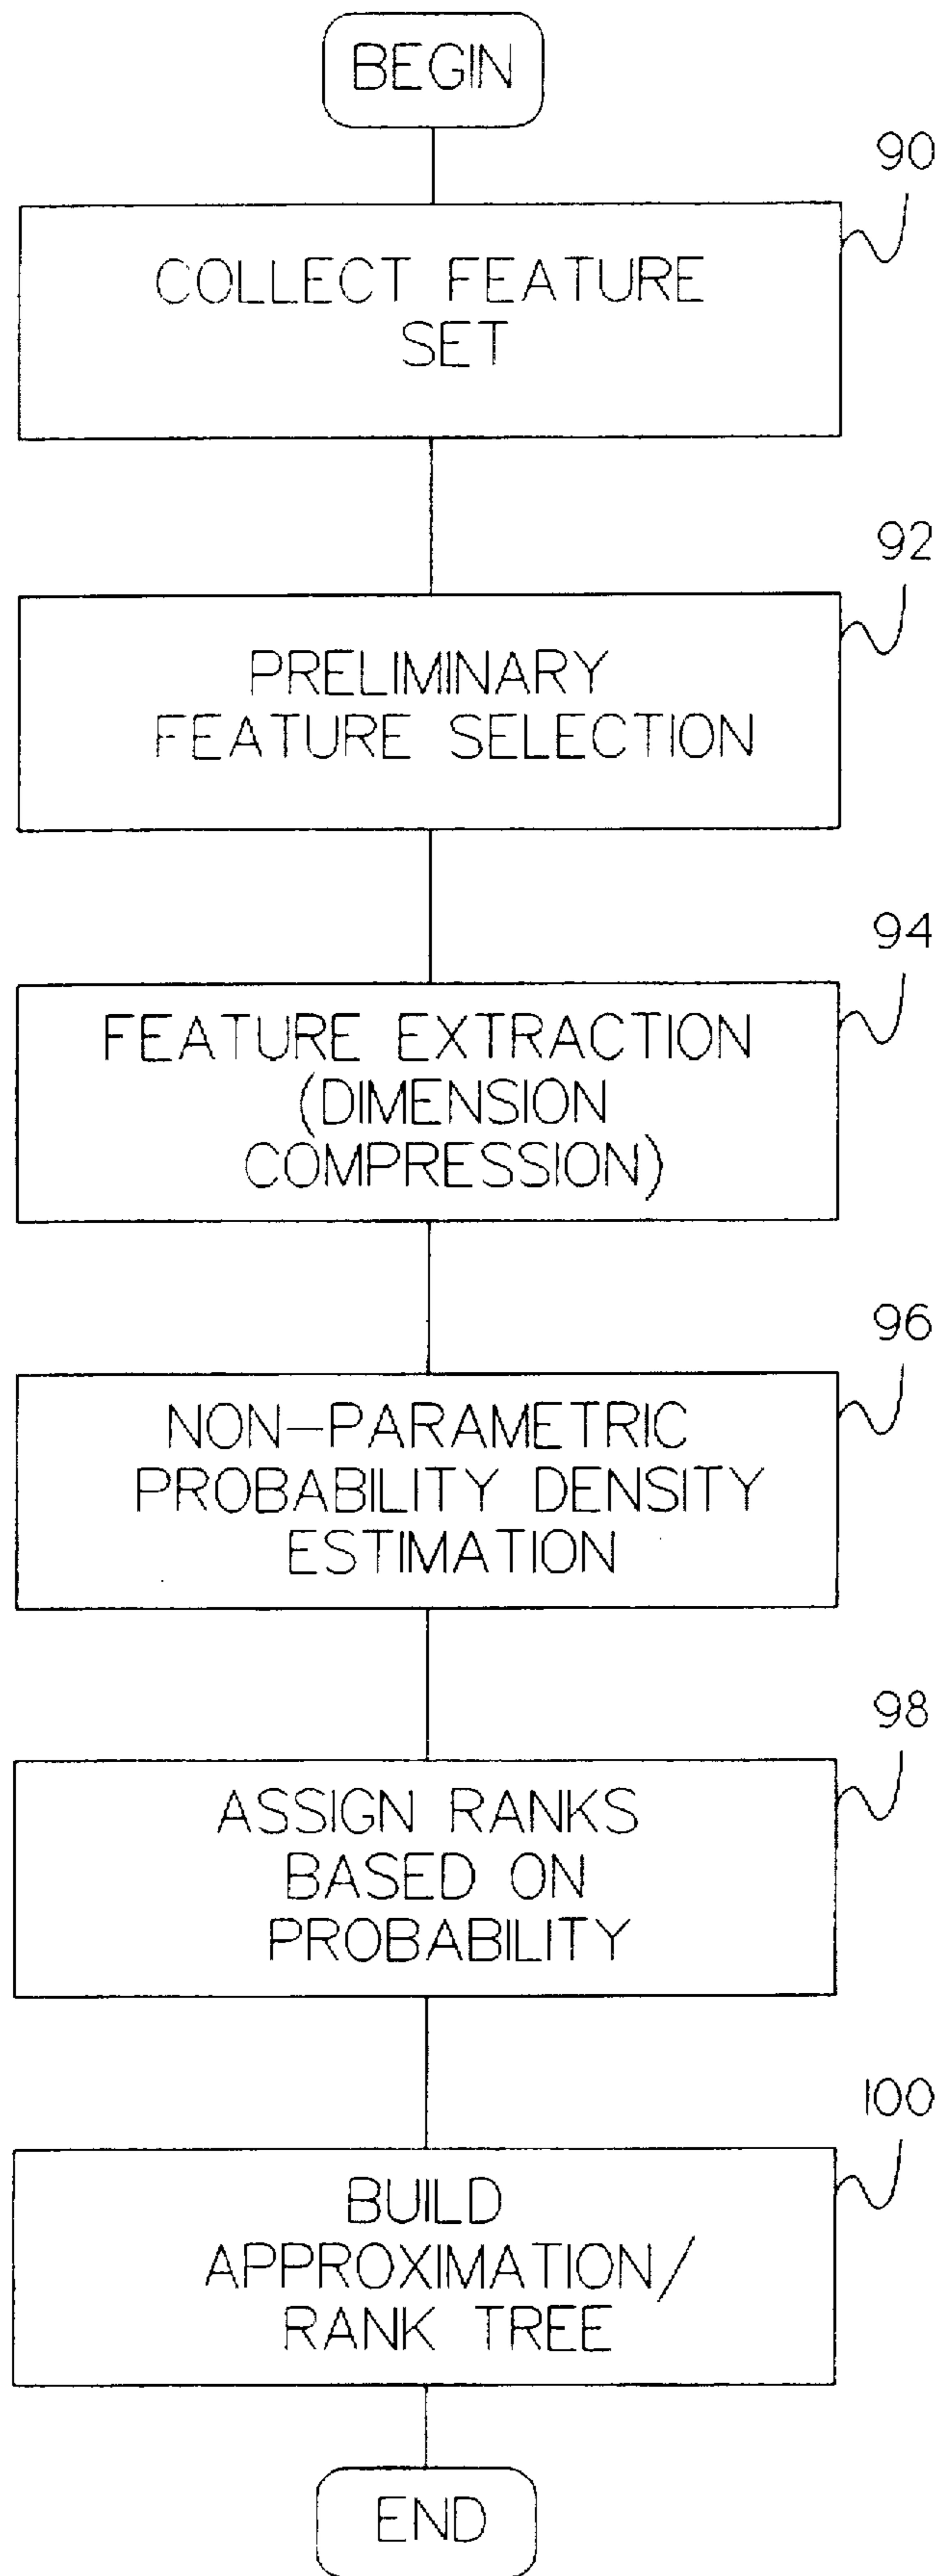 BEGIN
90
COLLECT FEATURE
SET
92
PRELIMINARY
FEATURE SELECTION
94
FEATURE EXTRACTION
(DIMENSION
COMPRESSION)
96
NON-PARAMETRIC
PROBABILITY DENSITY
ESTIMATION
98
ASSIGN RANKS
BASED ON
PROBABILITY
100
BUILD
APPROXIMATION/
RANK TREE
END